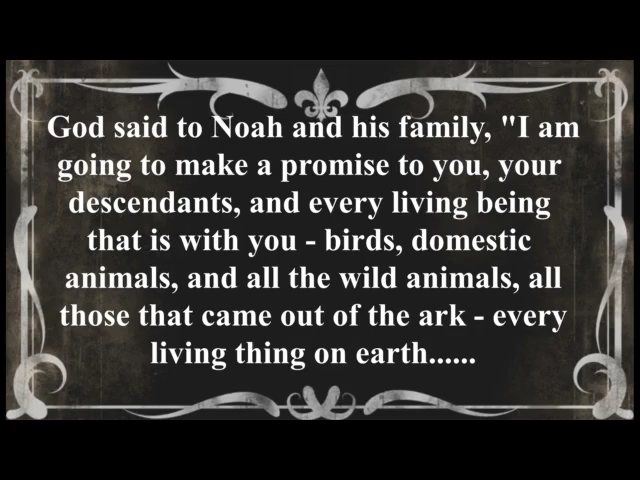 God said to Noah and his family, "I am
going to make a promise to you, your
descendants, and every living being
that is with you - birds, domestic
animals, and all the wild animals, all
those that came out of the ark - every
living thing on earth......